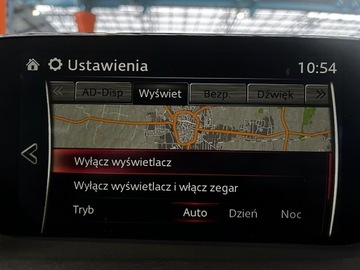 Ustawienia 10:54
AD-Disp Wyświet Bezp. Dźwięk
Wyłącz wyświetlacz
Wyłącz wyświetlacz i włącz zegar
Tryb Auto Dzień Noc